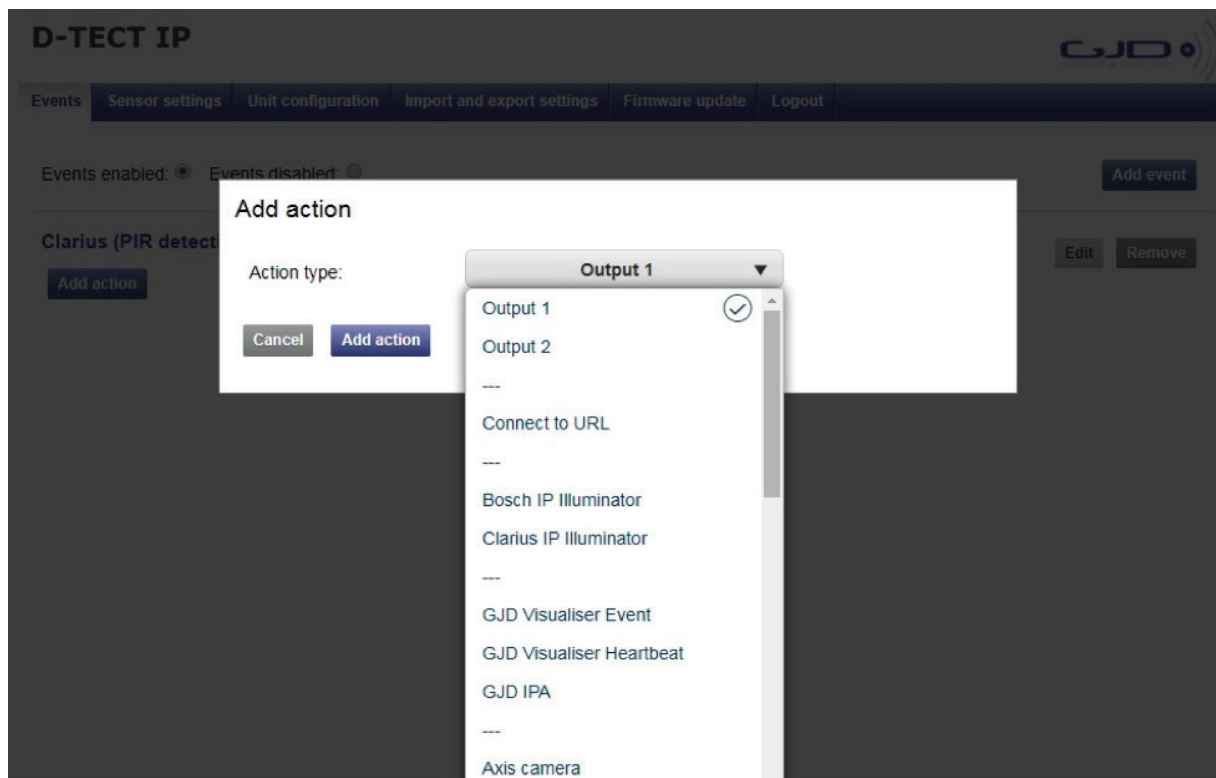 D-TECT IP
GJD
Events Sensor settings Unit configuration Import and export settings Firmware update Logout
Events enabled: Events disabled:
Add event
Clarius (PIR detecti
Edit Remove
Add action
Add action
Action type:
Output 1
Cancel Add action
Output 1
Output 2
---
Connect to URL
---
Bosch IP Illuminator
Clarius IP Illuminator
---
GJD Visualiser Event
GJD Visualiser Heartbeat
GJD IPA
---
Axis camera